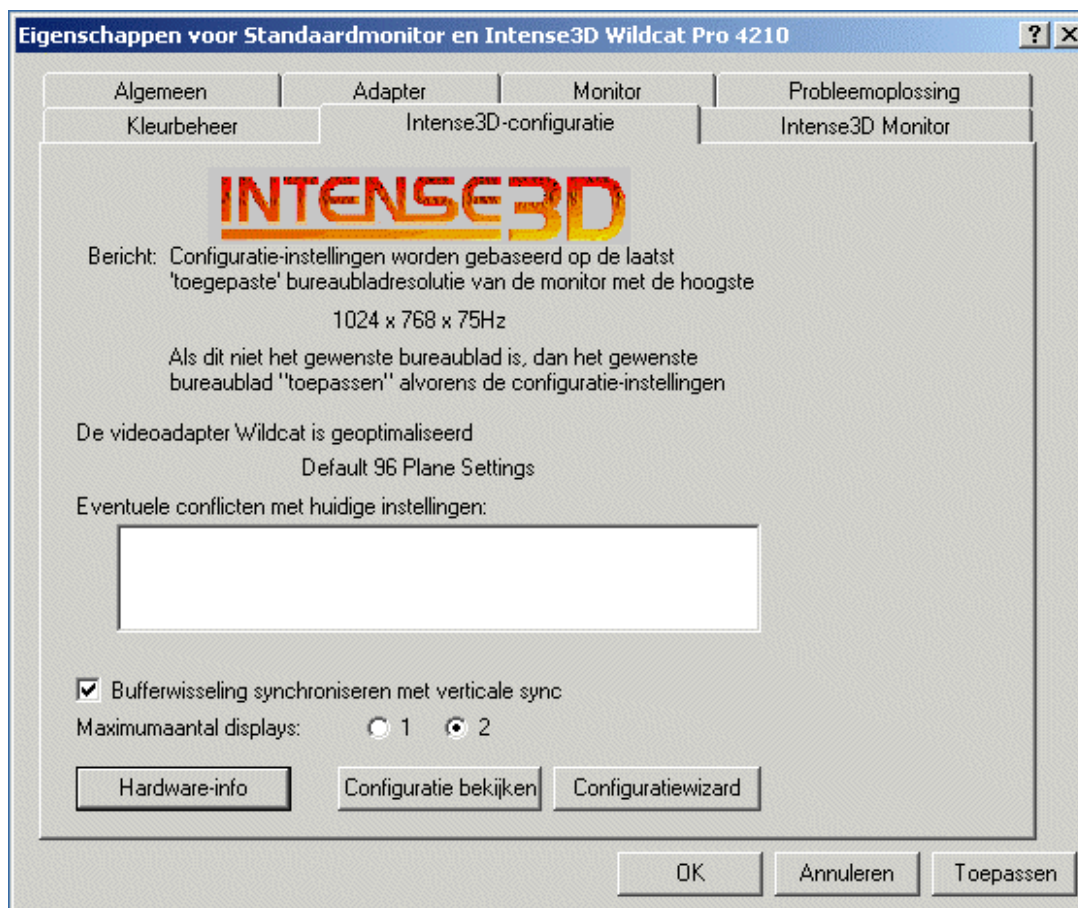 Eigenschappen voor Standaardmonitor en Intense3D Wildcat Pro 4210
Algemeen Adapter Monitor Probleemoplossing
Kleurbeheer Intense3D-configuratie Intense3D Monitor
INTENSE3D
Bericht: Configuratie-instellingen worden gebaseerd op de laatst
'toegepaste' bureaubladresolutie van de monitor met de hoogste
1024 x 768 x 75Hz
Als dit niet het gewenste bureaublad is, dan het gewenste
bureaublad "toepassen" alvorens de configuratie-instellingen
De videoadapter Wildcat is geoptimaliseerd
Default 96 Plane Settings
Eventuele conflicten met huidige instellingen:
Bufferwisseling synchroniseren met verticale sync
Maximumaantal displays: 1 2
Hardware-info Configuratie bekijken Configuratiewizard
OK Annuleren Toepassen